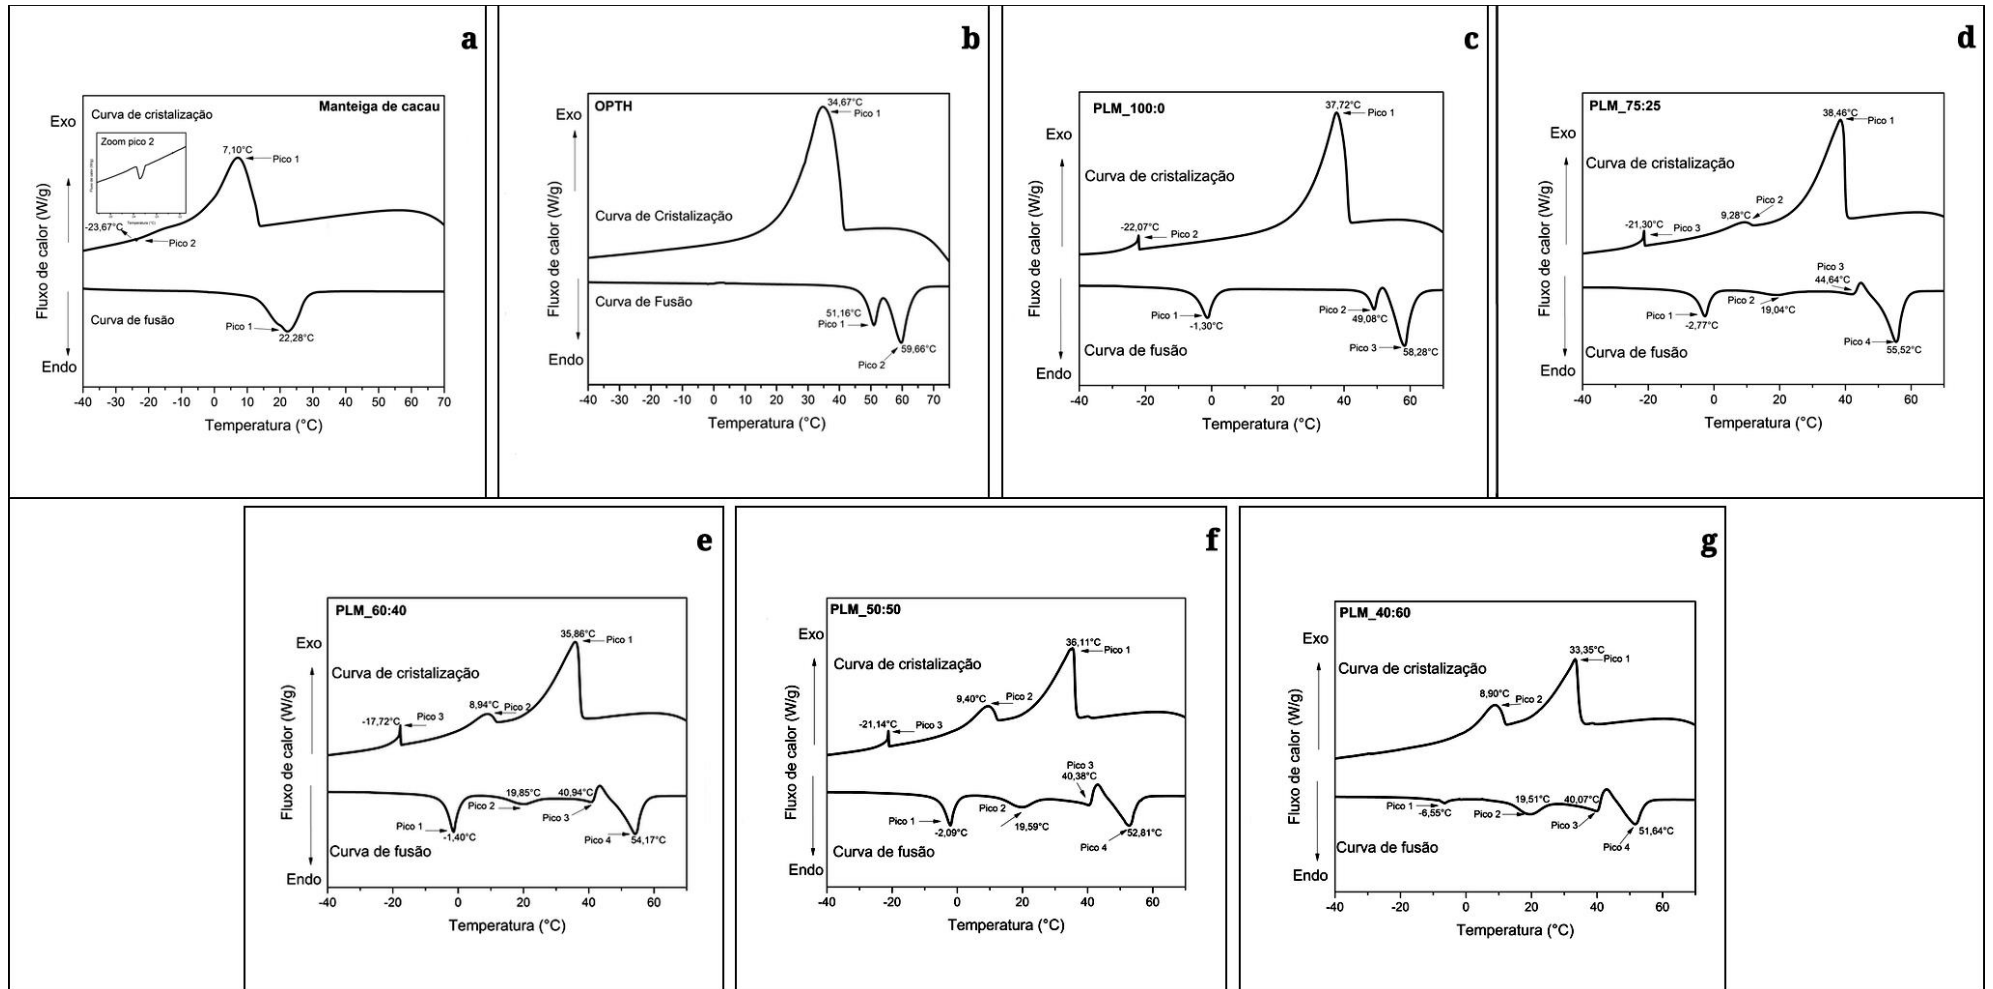 a
Manteiga de cacau
Curva de cristalização
Zoom pico 2
Temperatura (°C)
Exo
7,10°C
Pico 1
-23,67°C
Pico 2
Fluxo de calor (W/g)
Curva de fusão
Pico 1
22,28°C
Endo
-40 -30 -20 -10 0 10 20 30 40 50 60 70
Temperatura (°C)
b
OPTH
Exo
34,67°C
Pico 1
Curva de Cristalização
Fluxo de calor (W/g)
Curva de Fusão
51,16°C
Pico 1
59,66°C
Pico 2
Endo
-40 -30 -20 -10 0 10 20 30 40 50 60 70
Temperatura (°C)
c
PLM_100:0
Exo
37,72°C
Pico 1
Curva de cristalização
-22,07°C
Pico 2
Fluxo de calor (W/g)
Pico 1
-1,30°C
Pico 2
49,08°C
Pico 3
58,28°C
Curva de fusão
Endo
-40 -20 0 20 40 60
Temperatura (°C)
d
PLM_75:25
Exo
38,46°C
Pico 1
Curva de cristalização
Pico 2
9,28°C
-21,30°C
Pico 3
Fluxo de calor (W/g)
Pico 3
44,64°C
Pico 2
19,04°C
Pico 1
-2,77°C
Pico 4
55,52°C
Curva de fusão
Endo
-40 -20 0 20 40 60
Temperatura (°C)
e
PLM_60:40
Exo
35,86°C
Pico 1
Curva de cristalização
8,94°C
Pico 2
-17,72°C
Pico 3
Fluxo de calor (W/g)
19,85°C
40,94°C
Pico 2
Pico 3
Pico 1
-1,40°C
Pico 4
54,17°C
Curva de fusão
Endo
-40 -20 0 20 40 60
Temperatura (°C)
f
PLM_50:50
Exo
36,11°C
Pico 1
Curva de cristalização
9,40°C
Pico 2
-21,14°C
Pico 3
Fluxo de calor (W/g)
Pico 3
40,38°C
Pico 2
19,59°C
Pico 1
-2,09°C
52,81°C
Pico 4
Curva de fusão
Endo
-40 -20 0 20 40 60
Temperatura (°C)
g
PLM_40:60
Exo
33,35°C
Pico 1
Curva de cristalização
8,90°C
Pico 2
Fluxo de calor (W/g)
Pico 1
-6,55°C
19,51°C
40,07°C
Pico 2
Pico 3
51,64°C
Pico 4
Curva de fusão
Endo
-40 -20 0 20 40 60
Temperatura (°C)